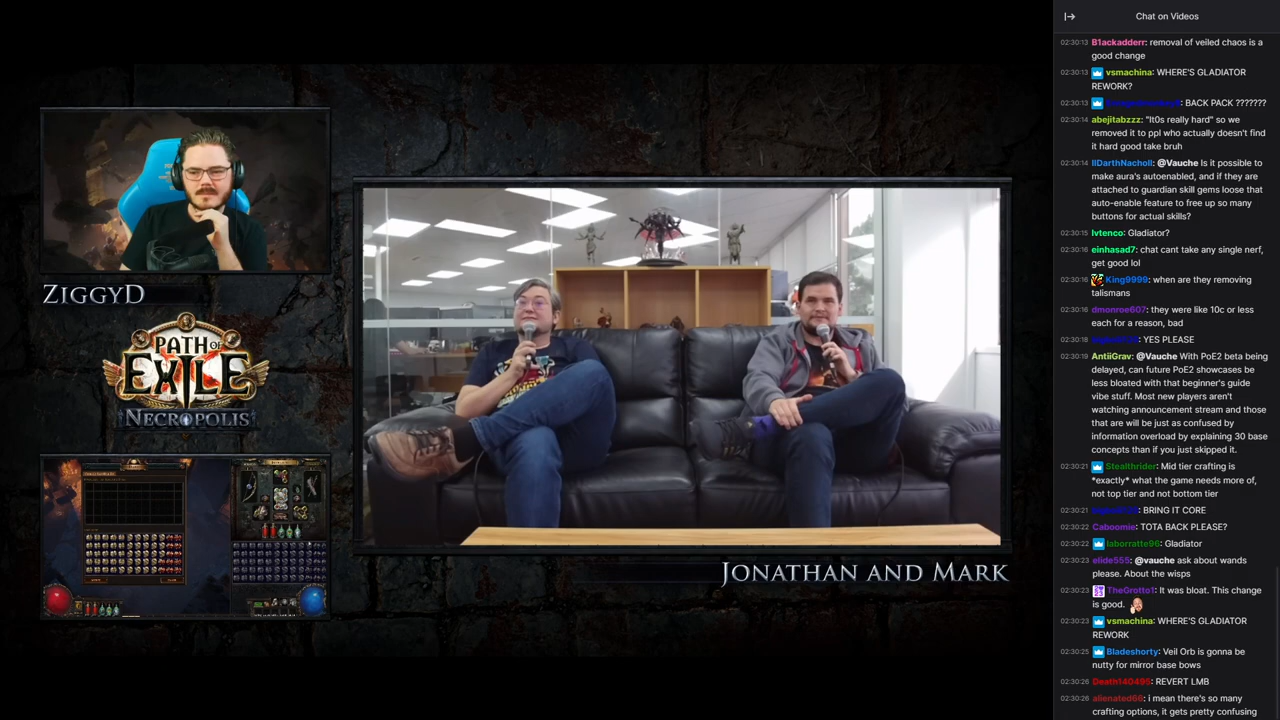 Chat on Videos
02:30:13 B1ackadderr: removal of veiled chaos is a
good change
02:30:13 vsmachina: WHERE'S GLADIATOR
REWORK?
02:30:13 : BACK PACK ???????
02:30:14 abejitabzzz: "It0s really hard" so we
removed it to ppl who actually doesn't find
it hard good take bruh
02:30:14 IlDarthNacholl: @Vauche Is it possible to
make aura's autoenabled, and if they are
attached to guardian skill gems loose that
auto-enable feature to free up so many
buttons for actual skills?
02:30:15 lvtenco: Gladiator?
02:30:16 einhasad7: chat cant take any single nerf,
get good lol
02:30:16 King9999: when are they removing
talismans
02:30:16 dmonroe607: they were like 10c or less
each for a reason, bad
02:30:18 : YES PLEASE
02:30:19 AntiiGrav: @Vauche With PoE2 beta being
delayed, can future PoE2 showcases be
less bloated with that beginner's guide
vibe stuff. Most new players aren't
watching announcement stream and those
that are will be just as confused by
information overload by explaining 30 base
concepts than if you just skipped it.
02:30:21 Stealthrider: Mid tier crafting is
*exactly* what the game needs more of,
not top tier and not bottom tier
02:30:21 : BRING IT CORE
02:30:22 Caboomie: TOTA BACK PLEASE?
02:30:22 laborratte96: Gladiator
02:30:23 elide555: @vauche ask about wands
please. About the wisps
02:30:23 TheGrotto1: It was bloat. This change
is good.
02:30:23 vsmachina: WHERE'S GLADIATOR
REWORK
02:30:25 Bladeshorty: Veil Orb is gonna be
nutty for mirror base bows
02:30:26 Death140495: REVERT LMB
02:30:26 alienated66: i mean there's so many
crafting options, it gets pretty confusing
ZIGGYD
PATH OF
EXILE
NECROPOLIS
JONATHAN AND MARK